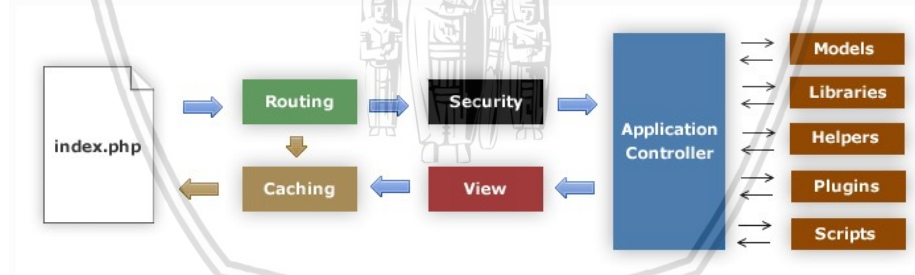 index.php
Routing
Security
Application
Controller
Models
Libraries
Helpers
Plugins
Scripts
Caching
View